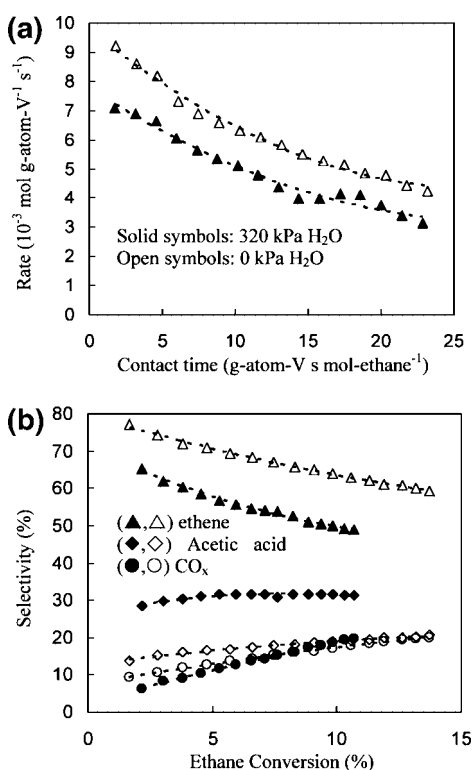 (a)
10
9
8
7
6
5
4
3
2
1
0
Rate (10⁻³ mol g-atom-V⁻¹ s⁻¹)
Solid symbols: 320 kPa H₂O
Open symbols: 0 kPa H₂O
0 5 10 15 20 25
Contact time (g-atom-V s mol-ethane⁻¹)
(b)
80
70
60
50
40
30
20
10
0
Selectivity (%)
(▲,△) ethene
(◆,◇) Acetic acid
(●,○) COₓ
0 5 10 15
Ethane Conversion (%)